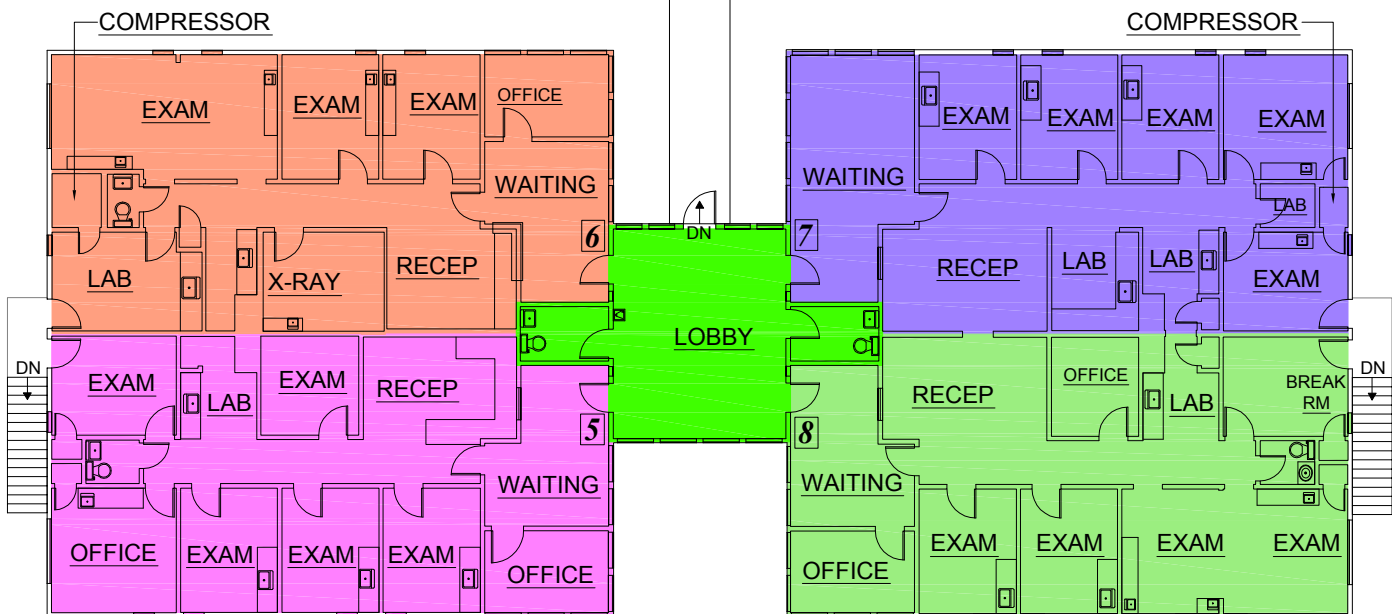 COMPRESSOR
COMPRESSOR
EXAM
EXAM
EXAM
OFFICE
WAITING
6
LAB
X-RAY
RECEP
WAITING
EXAM
EXAM
EXAM
EXAM
7
LAB
RECEP
LAB
LAB
EXAM
DN
LOBBY
DN
EXAM
LAB
EXAM
RECEP
5
WAITING
OFFICE
EXAM
EXAM
EXAM
OFFICE
RECEP
OFFICE
LAB
BREAK
RM
DN
8
WAITING
OFFICE
EXAM
EXAM
EXAM
EXAM